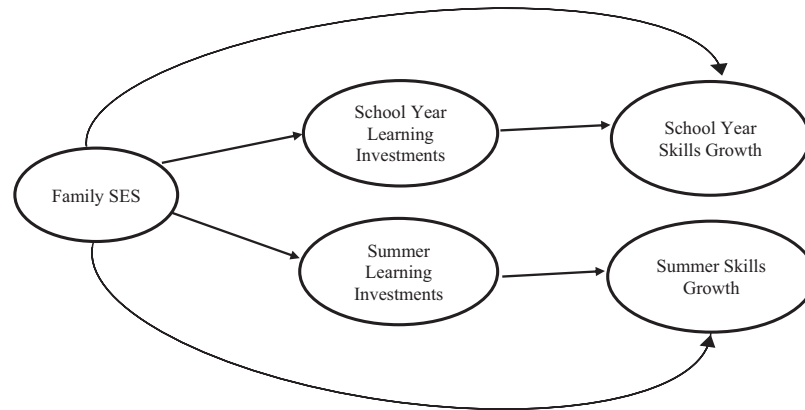 School Year
Learning
Investments
School Year
Skills Growth
Family SES
Summer
Learning
Investments
Summer Skills
Growth